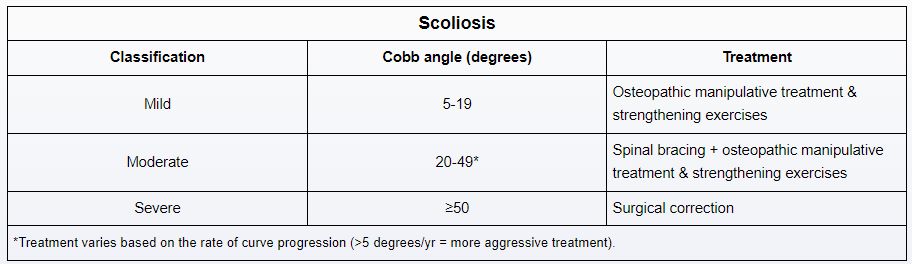 Scoliosis
Classification Cobb angle (degrees) Treatment
Mild 5-19 Osteopathic manipulative treatment &
strengthening exercises
Moderate 20-49* Spinal bracing + osteopathic manipulative
treatment & strengthening exercises
Severe ≥50 Surgical correction
*Treatment varies based on the rate of curve progression (>5 degrees/yr = more aggressive treatment).